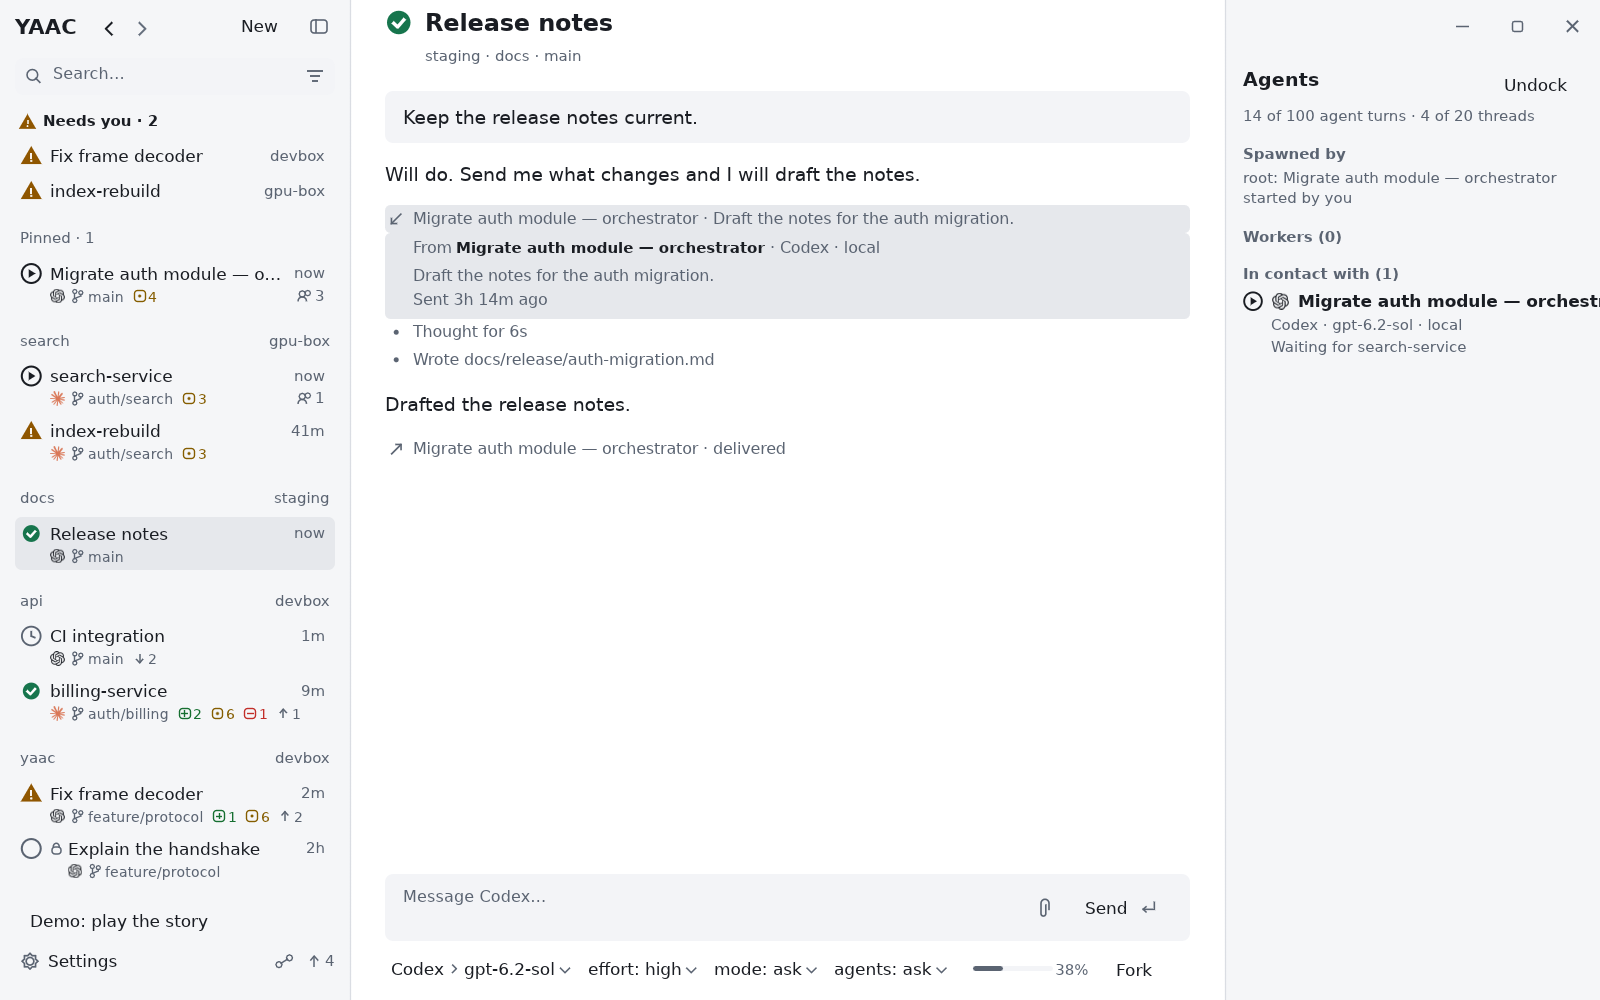 YAAC
New
Search...
Needs you · 2
Fix frame decoder devbox
index-rebuild gpu-box
Pinned · 1
Migrate auth module — o... now
main 4 3
search gpu-box
search-service now
auth/search 3 1
index-rebuild 41m
auth/search 3
docs staging
Release notes now
main
api devbox
CI integration 1m
main 2
billing-service 9m
auth/billing 2 6 1 1
yaac devbox
Fix frame decoder 2m
feature/protocol 1 6 2
Explain the handshake 2h
feature/protocol
Demo: play the story
Settings 4
Release notes
staging · docs · main
Keep the release notes current.
Will do. Send me what changes and I will draft the notes.
Migrate auth module — orchestrator · Draft the notes for the auth migration.
From Migrate auth module — orchestrator · Codex · local
Draft the notes for the auth migration.
Sent 3h 14m ago
• Thought for 6s
• Wrote docs/release/auth-migration.md
Drafted the release notes.
Migrate auth module — orchestrator · delivered
Message Codex...
Send
Codex gpt-6.2-sol effort: high mode: ask agents: ask 38% Fork
Agents
Undock
14 of 100 agent turns · 4 of 20 threads
Spawned by
root: Migrate auth module — orchestrator
started by you
Workers (0)
In contact with (1)
Migrate auth module — orchest
Codex · gpt-6.2-sol · local
Waiting for search-service